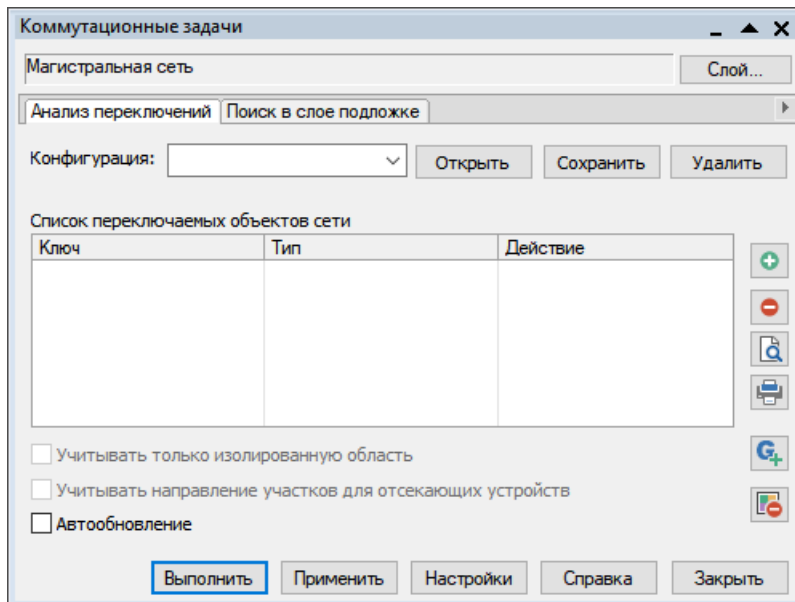 Коммутационные задачи
Магистральная сеть
Слой...
Анализ переключений Поиск в слое подложке
Конфигурация: Открыть Сохранить Удалить
Список переключаемых объектов сети
Ключ Тип Действие
Учитывать только изолированную область
Учитывать направление участков для отсекающих устройств
Автообновление
Выполнить Применить Настройки Справка Закрыть